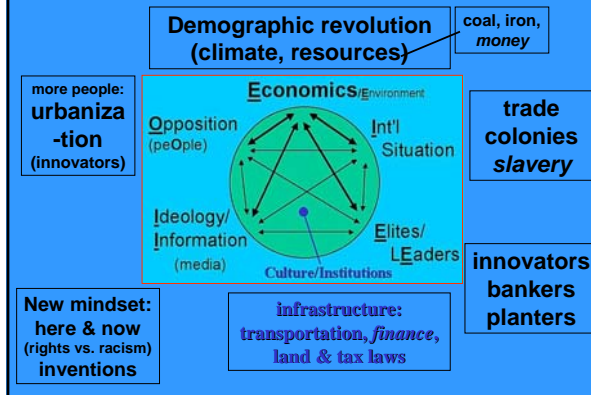 Demographic revolution
(climate, resources)
coal, iron,
money
more people:
urbaniza
-tion
(innovators)
Economics/Environment
Opposition
(peOple)
Int'l
Situation
Ideology/
Information
(media)
Elites/
LEaders
Culture/Institutions
trade
colonies
slavery
innovators
bankers
planters
New mindset:
here & now
(rights vs. racism)
inventions
infrastructure:
transportation, finance,
land & tax laws